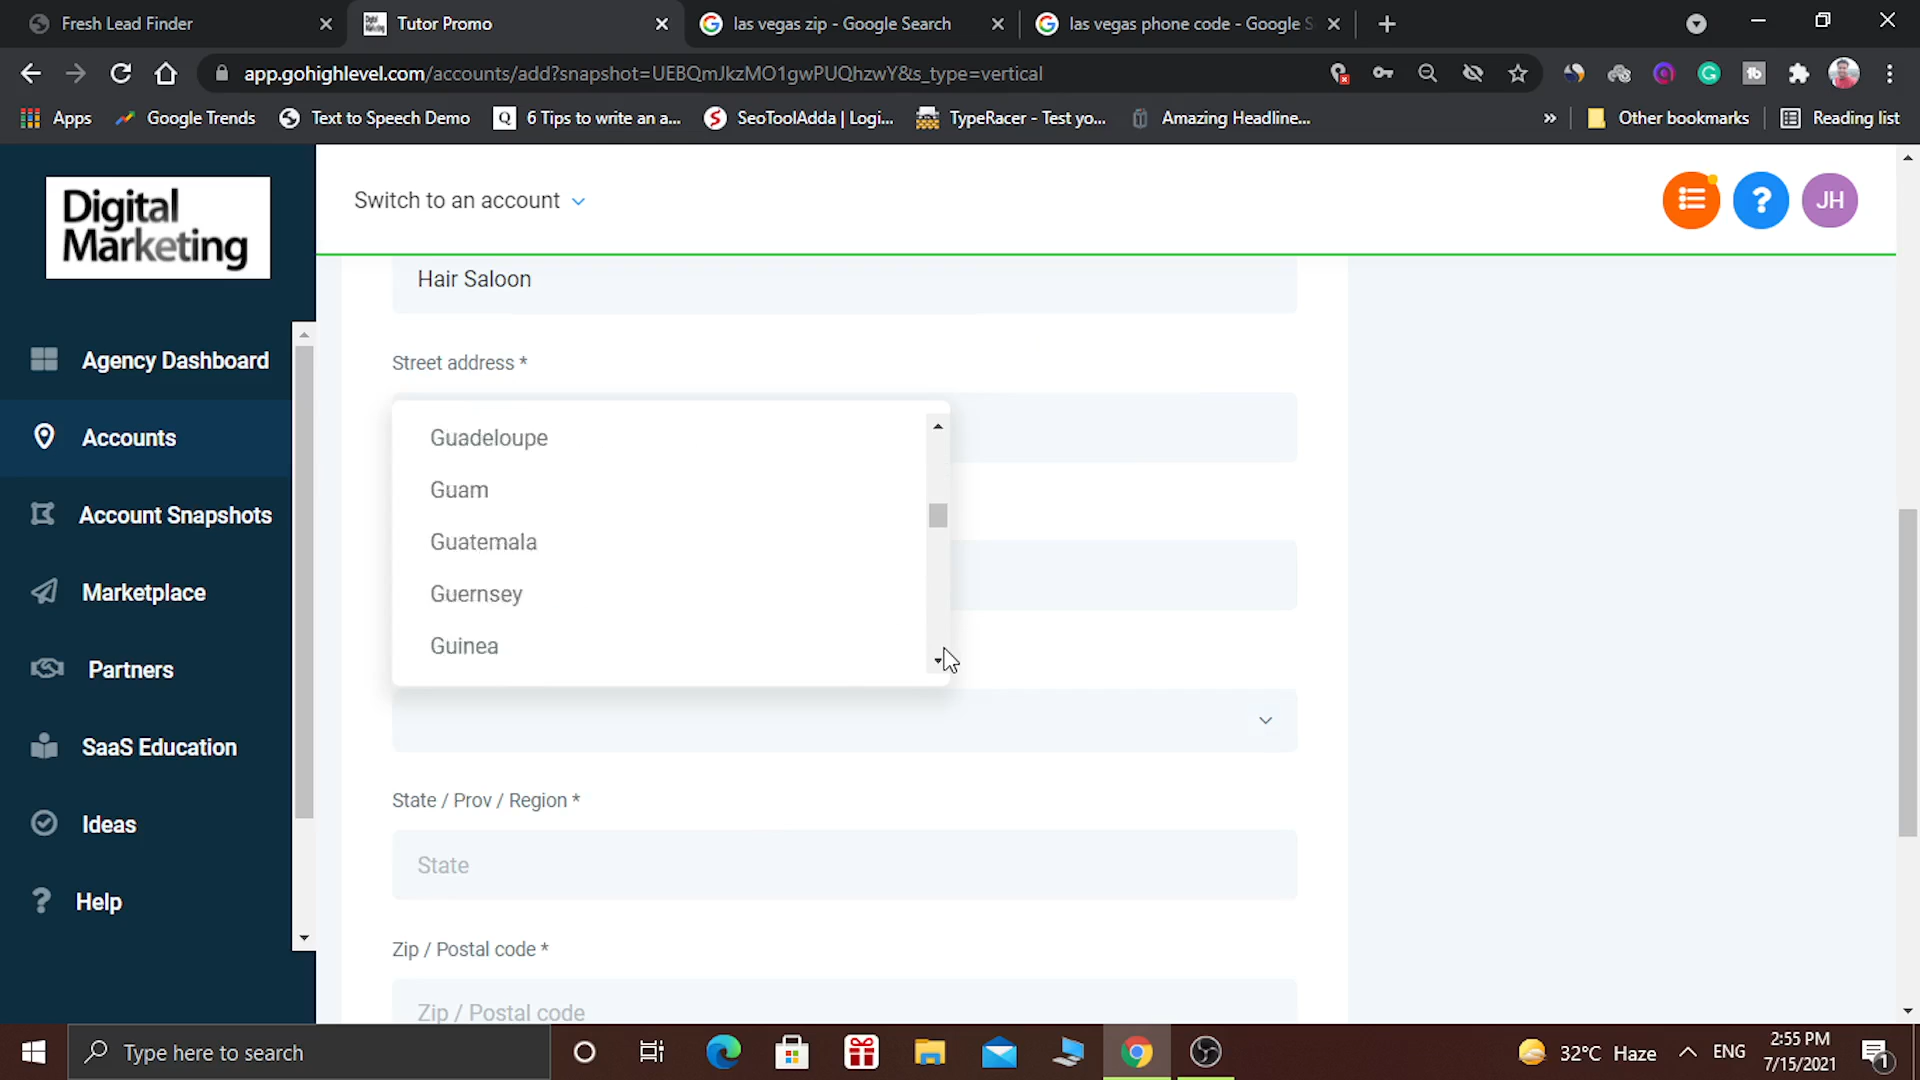 Fresh Lead Finder
Tutor Promo
las vegas zip - Google Search
las vegas phone code - Google S
app.gohighlevel.com/accounts/add?snapshot=UEBQmJkzMO1gwPUQhzwY&s_type=vertical
Apps
Google Trends
Text to Speech Demo
6 Tips to write an a...
SeoToolAdda | Logi...
TypeRacer - Test yo...
Amazing Headline...
»
Other bookmarks
Reading list
Digital
Marketing
Switch to an account
?
JH
Agency Dashboard
Accounts
Account Snapshots
Marketplace
Partners
SaaS Education
Ideas
? Help
Hair Saloon
Street address *
Guadeloupe
Guam
Guatemala
Guernsey
Guinea
State / Prov / Region *
State
Zip / Postal code *
Zip / Postal code
Type here to search
32°C Haze
ENG
2:55 PM
7/15/2021
1